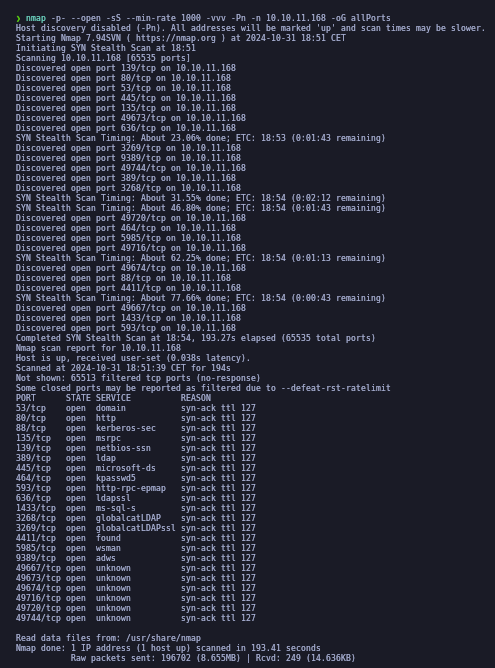 ❯ nmap -p- --open -sS --min-rate 1000 -vvv -Pn -n 10.10.11.168 -oG allPorts
Host discovery disabled (-Pn). All addresses will be marked 'up' and scan times may be slower.
Starting Nmap 7.94SVN ( https://nmap.org ) at 2024-10-31 18:51 CET
Initiating SYN Stealth Scan at 18:51
Scanning 10.10.11.168 [65535 ports]
Discovered open port 139/tcp on 10.10.11.168
Discovered open port 80/tcp on 10.10.11.168
Discovered open port 53/tcp on 10.10.11.168
Discovered open port 445/tcp on 10.10.11.168
Discovered open port 135/tcp on 10.10.11.168
Discovered open port 49673/tcp on 10.10.11.168
Discovered open port 636/tcp on 10.10.11.168
SYN Stealth Scan Timing: About 23.06% done; ETC: 18:53 (0:01:43 remaining)
Discovered open port 3269/tcp on 10.10.11.168
Discovered open port 9389/tcp on 10.10.11.168
Discovered open port 49744/tcp on 10.10.11.168
Discovered open port 389/tcp on 10.10.11.168
Discovered open port 3268/tcp on 10.10.11.168
SYN Stealth Scan Timing: About 31.55% done; ETC: 18:54 (0:02:12 remaining)
SYN Stealth Scan Timing: About 46.80% done; ETC: 18:54 (0:01:43 remaining)
Discovered open port 49720/tcp on 10.10.11.168
Discovered open port 464/tcp on 10.10.11.168
Discovered open port 5985/tcp on 10.10.11.168
Discovered open port 49716/tcp on 10.10.11.168
SYN Stealth Scan Timing: About 62.25% done; ETC: 18:54 (0:01:13 remaining)
Discovered open port 49674/tcp on 10.10.11.168
Discovered open port 88/tcp on 10.10.11.168
Discovered open port 4411/tcp on 10.10.11.168
SYN Stealth Scan Timing: About 77.66% done; ETC: 18:54 (0:00:43 remaining)
Discovered open port 49667/tcp on 10.10.11.168
Discovered open port 1433/tcp on 10.10.11.168
Discovered open port 593/tcp on 10.10.11.168
Completed SYN Stealth Scan at 18:54, 193.27s elapsed (65535 total ports)
Nmap scan report for 10.10.11.168
Host is up, received user-set (0.038s latency).
Scanned at 2024-10-31 18:51:39 CET for 194s
Not shown: 65513 filtered tcp ports (no-response)
Some closed ports may be reported as filtered due to --defeat-rst-ratelimit
PORT      STATE SERVICE          REASON
53/tcp    open  domain           syn-ack ttl 127
80/tcp    open  http             syn-ack ttl 127
88/tcp    open  kerberos-sec     syn-ack ttl 127
135/tcp   open  msrpc            syn-ack ttl 127
139/tcp   open  netbios-ssn      syn-ack ttl 127
389/tcp   open  ldap             syn-ack ttl 127
445/tcp   open  microsoft-ds     syn-ack ttl 127
464/tcp   open  kpasswd5         syn-ack ttl 127
593/tcp   open  http-rpc-epmap   syn-ack ttl 127
636/tcp   open  ldapssl          syn-ack ttl 127
1433/tcp  open  ms-sql-s         syn-ack ttl 127
3268/tcp  open  globalcatLDAP    syn-ack ttl 127
3269/tcp  open  globalcatLDAPssl syn-ack ttl 127
4411/tcp  open  found            syn-ack ttl 127
5985/tcp  open  wsman            syn-ack ttl 127
9389/tcp  open  adws             syn-ack ttl 127
49667/tcp open  unknown          syn-ack ttl 127
49673/tcp open  unknown          syn-ack ttl 127
49674/tcp open  unknown          syn-ack ttl 127
49716/tcp open  unknown          syn-ack ttl 127
49720/tcp open  unknown          syn-ack ttl 127
49744/tcp open  unknown          syn-ack ttl 127
Read data files from: /usr/share/nmap
Nmap done: 1 IP address (1 host up) scanned in 193.41 seconds
Raw packets sent: 196702 (8.655MB) | Rcvd: 249 (14.636KB)